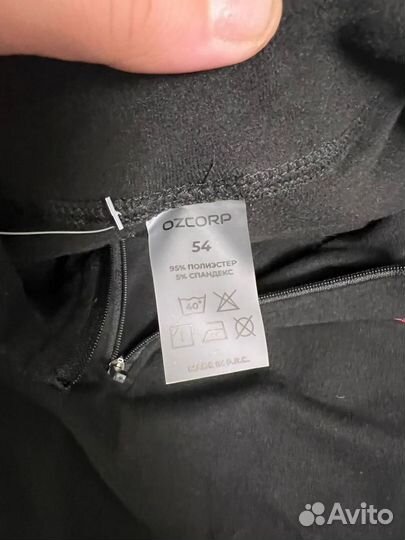 OZCORP
54
95% ПОЛИЭСТЕР
5% СПАНДЕКС
40°
MADE IN P.R.C.
Avito